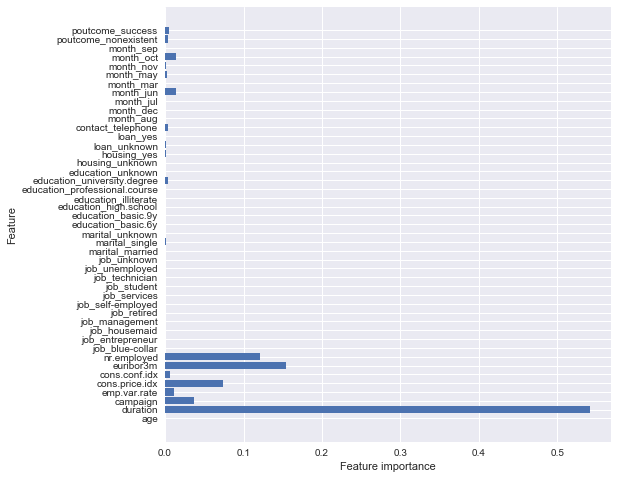 poutcome_success
poutcome_nonexistent
month_sep
month_oct
month_nov
month_may
month_mar
month_jun
month_jul
month_dec
month_aug
contact_telephone
loan_yes
loan_unknown
housing_yes
housing_unknown
education_unknown
education_university.degree
education_professional.course
education_illiterate
education_high.school
education_basic.9y
education_basic.6y
marital_unknown
marital_single
marital_married
job_unknown
job_unemployed
job_technician
job_student
job_services
job_self-employed
job_retired
job_management
job_housemaid
job_entrepreneur
job_blue-collar
nr.employed
euribor3m
cons.conf.idx
cons.price.idx
emp.var.rate
campaign
duration
age
Feature
0.0 0.1 0.2 0.3 0.4 0.5
Feature importance